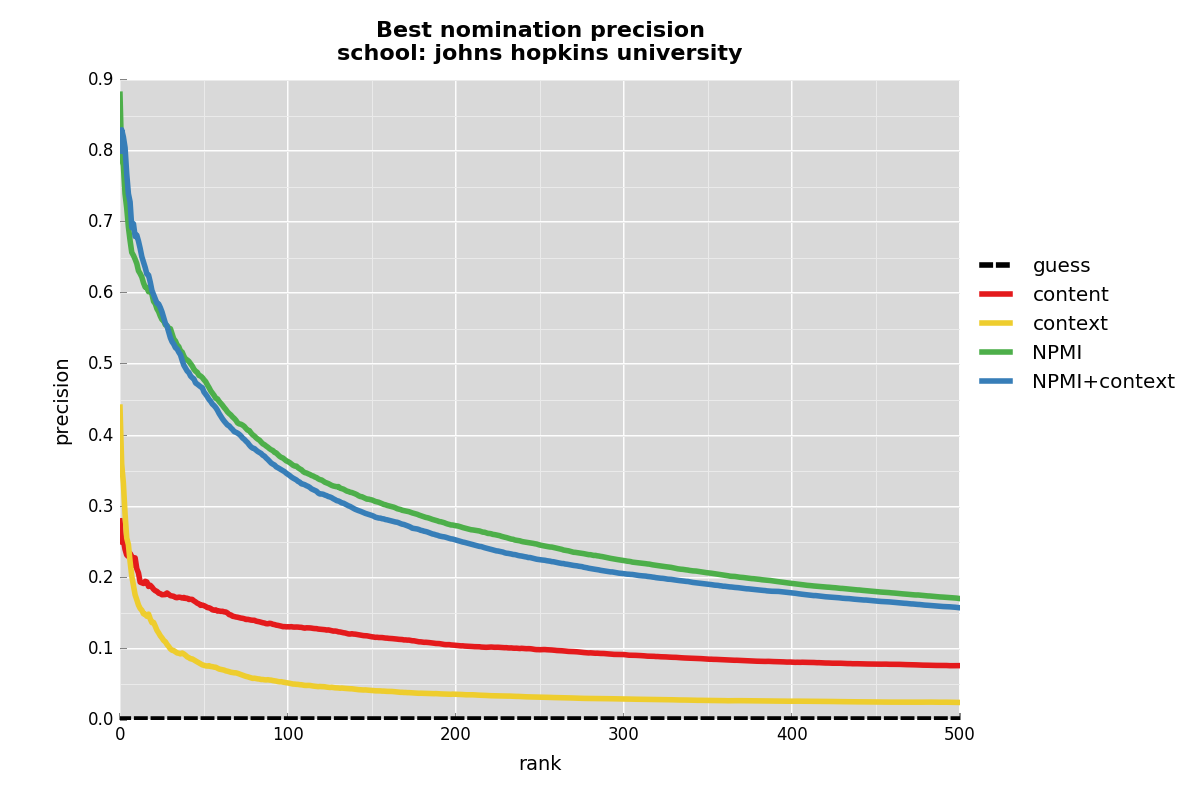 Best nomination precision
school: johns hopkins university
precision
0.9
0.8
0.7
0.6
0.5
0.4
0.3
0.2
0.1
0.0
0 100 200 300 400 500
rank
guess
content
context
NPMI
NPMI+context